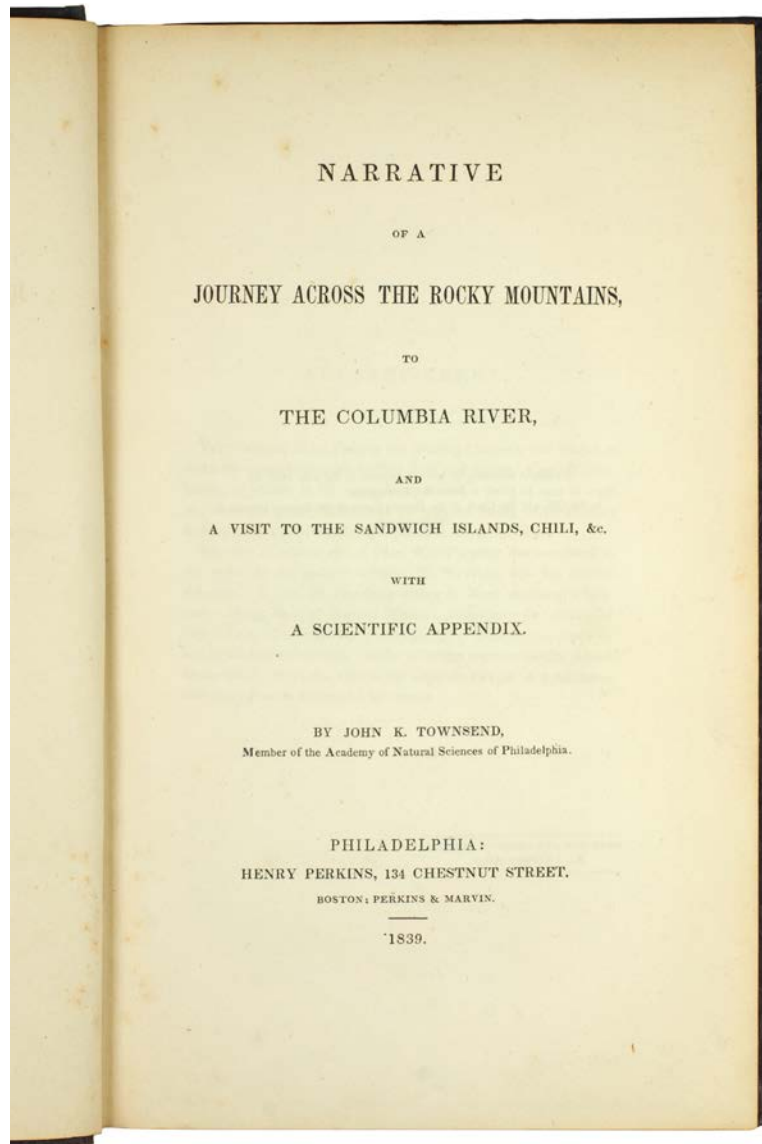 NARRATIVE
OF A
JOURNEY ACROSS THE ROCKY MOUNTAINS,
TO
THE COLUMBIA RIVER,
AND
A VISIT TO THE SANDWICH ISLANDS, CHILI, &c.
WITH
A SCIENTIFIC APPENDIX.
BY JOHN K. TOWNSEND,
Member of the Academy of Natural Sciences of Philadelphia.
PHILADELPHIA:
HENRY PERKINS, 134 CHESTNUT STREET.
BOSTON; PERKINS & MARVIN.
1839.